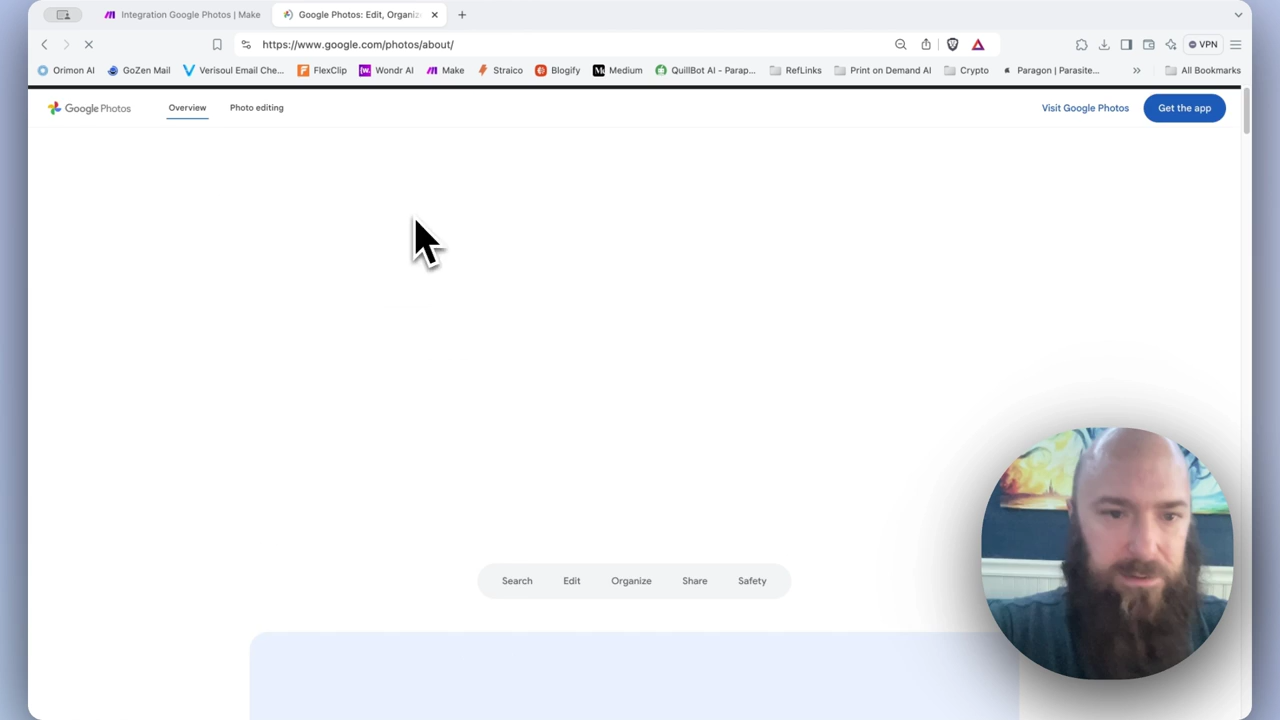 Integration Google Photos | Make
Google Photos: Edit, Organiz
https://www.google.com/photos/about/
VPN
Orimon AI
GoZen Mail
Verisoul Email Che...
FlexClip
Wondr AI
Make
Straico
Blogify
Medium
QuillBot AI - Parap...
RefLinks
Print on Demand AI
Crypto
Paragon | Parasite...
All Bookmarks
Google Photos
Overview
Photo editing
Visit Google Photos
Get the app
Search
Edit
Organize
Share
Safety